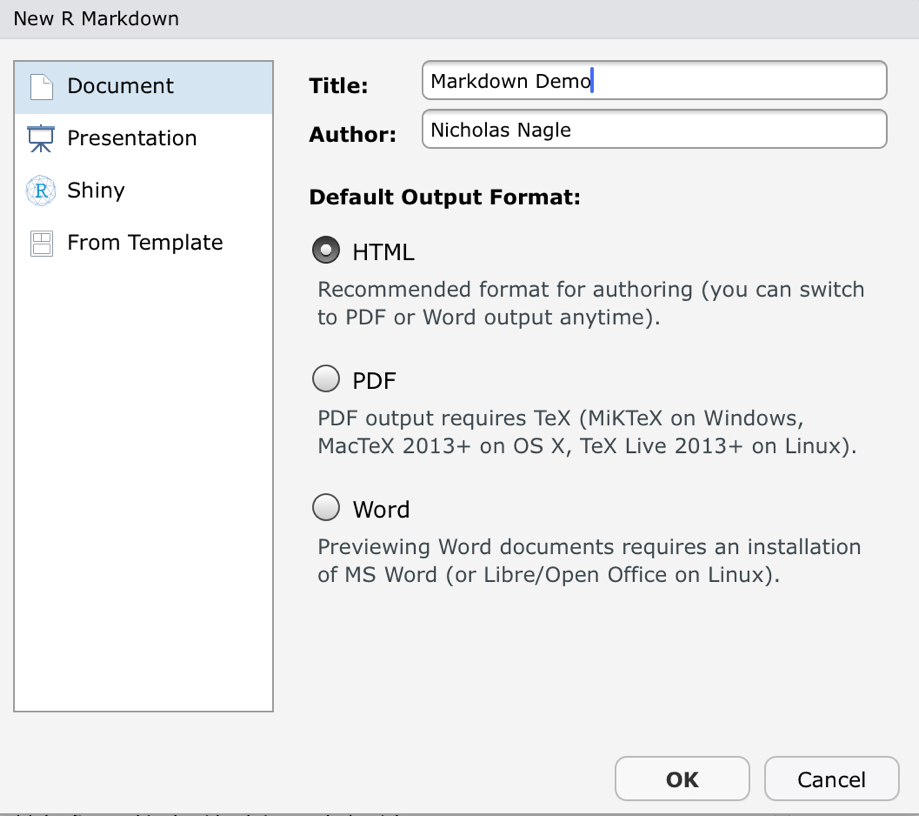 New R Markdown
Document
Presentation
Shiny
From Template
Title: Markdown Demo
Author: Nicholas Nagle
Default Output Format:
HTML
Recommended format for authoring (you can switch
to PDF or Word output anytime).
PDF
PDF output requires TeX (MiKTeX on Windows,
MacTeX 2013+ on OS X, TeX Live 2013+ on Linux).
Word
Previewing Word documents requires an installation
of MS Word (or Libre/Open Office on Linux).
OK Cancel